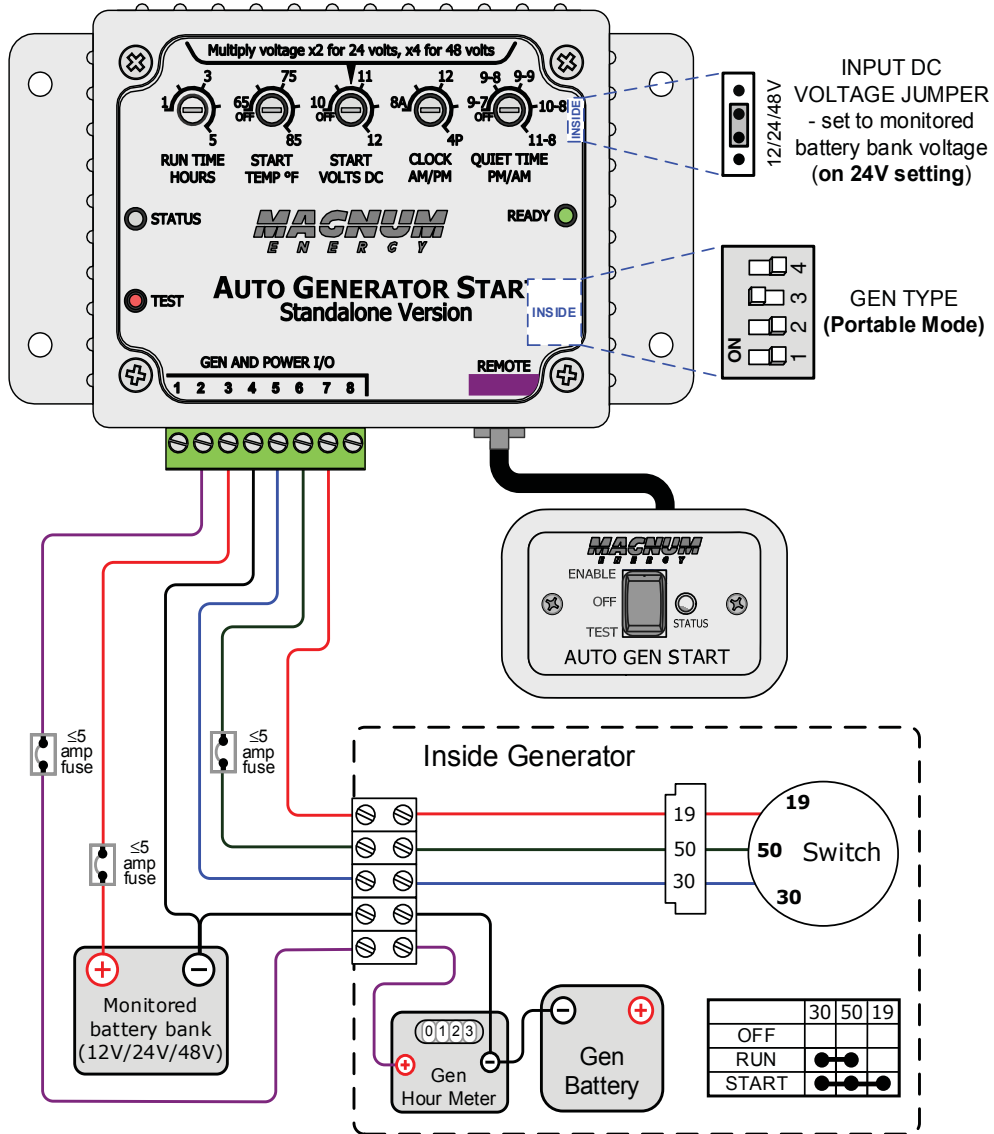 Multiply voltage x2 for 24 volts, x4 for 48 volts
1 3 5
65 OFF 75 85
10 OFF 11 12
8A 12 4P
9-7 OFF 9-8 9-9 10-8 11-8
RUN TIME HOURS
START TEMP ºF
START VOLTS DC
CLOCK AM/PM
QUIET TIME PM/AM
INSIDE
12/24/48V
INPUT DC
VOLTAGE JUMPER
- set to monitored
battery bank voltage
(on 24V setting)
STATUS
MAGNUM
ENERGY
READY
TEST
AUTO GENERATOR STAR
Standalone Version
INSIDE
ON
1 2 3 4
GEN TYPE
(Portable Mode)
GEN AND POWER I/O
1 2 3 4 5 6 7 8
REMOTE
MAGNUM
ENERGY
ENABLE
OFF
TEST
STATUS
AUTO GEN START
≤5
amp
fuse
≤5
amp
fuse
≤5
amp
fuse
Inside Generator
19
50
30
19
50
30
Switch
+ −
Monitored
battery bank
(12V/24V/48V)
0 1 2 3
+ −
Gen
Hour Meter
− +
Gen
Battery
30 50 19
OFF
RUN
START